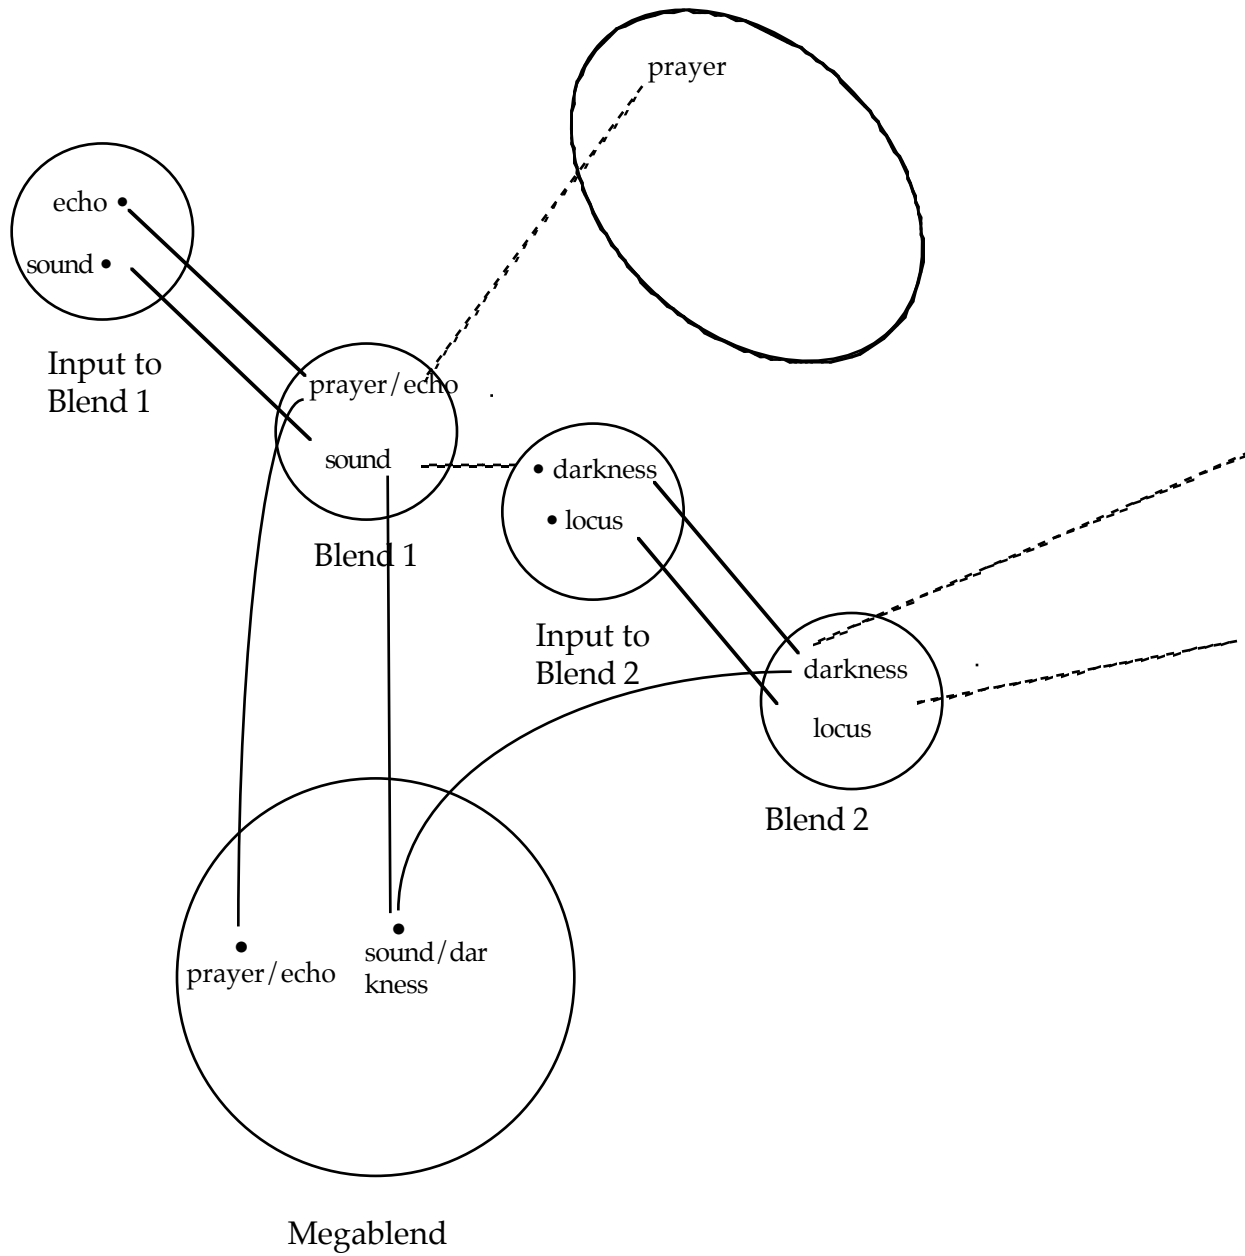 prayer
echo
sound
Input to
Blend 1
prayer/echo
sound
Blend 1
darkness
locus
Input to
Blend 2
darkness
locus
Blend 2
prayer/echo
sound/dar
kness
Megablend